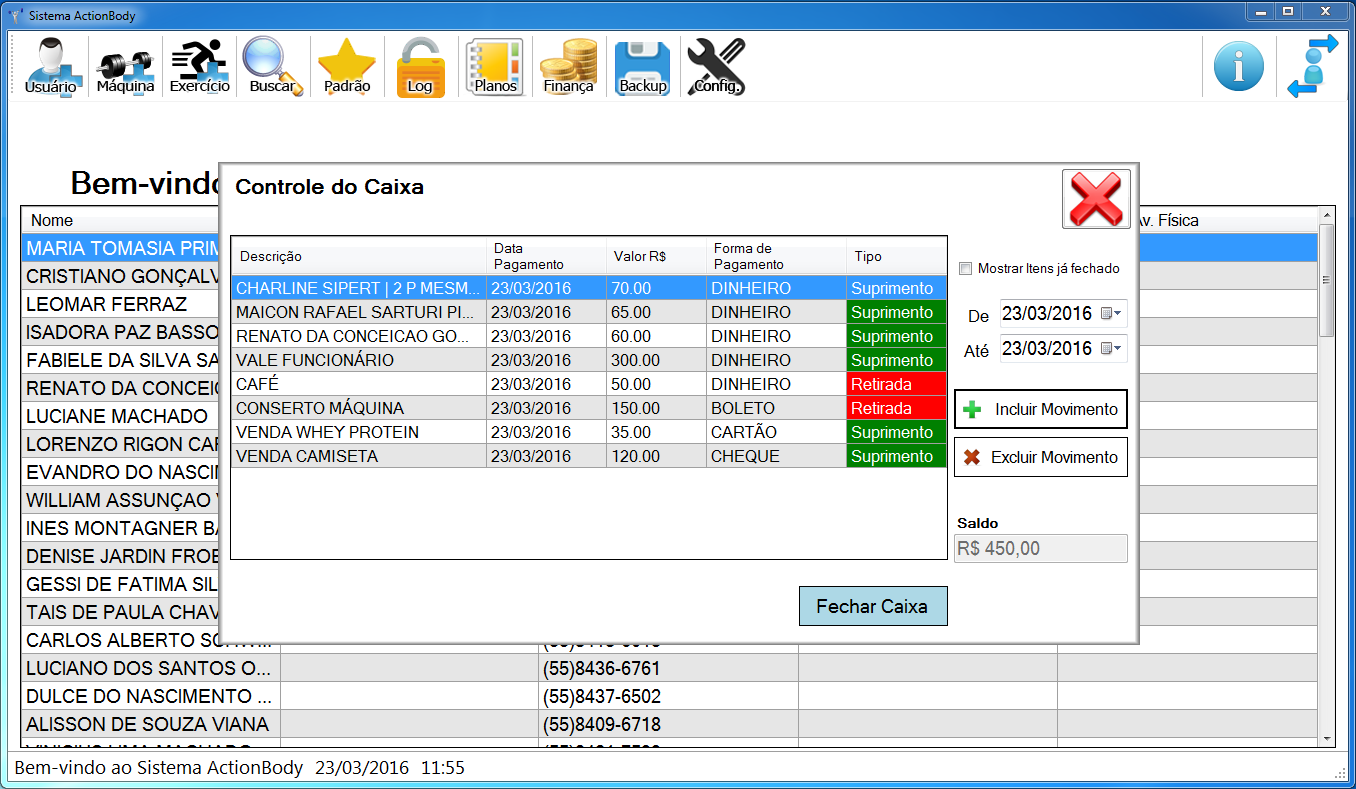 Sistema ActionBody
Usuário Máquina Exercício Buscar Padrão Log Planos Finança Backup Config.
Bem-vindo
Controle do Caixa
Nome
Av. Física
Descrição Data Pagamento Valor R$ Forma de Pagamento Tipo
CHARLINE SIPERT | 2 P MESM... 23/03/2016 70.00 DINHEIRO Suprimento
MAICON RAFAEL SARTURI PI... 23/03/2016 65.00 DINHEIRO Suprimento
RENATO DA CONCEICAO GO... 23/03/2016 60.00 DINHEIRO Suprimento
VALE FUNCIONÁRIO 23/03/2016 300.00 DINHEIRO Suprimento
CAFÉ 23/03/2016 50.00 DINHEIRO Retirada
CONSERTO MÁQUINA 23/03/2016 150.00 BOLETO Retirada
VENDA WHEY PROTEIN 23/03/2016 35.00 CARTÃO Suprimento
VENDA CAMISETA 23/03/2016 120.00 CHEQUE Suprimento
Mostrar Itens já fechado
De 23/03/2016
Até 23/03/2016
Incluir Movimento
Excluir Movimento
Saldo
R$ 450,00
Fechar Caixa
MARIA TOMASIA PRIM
CRISTIANO GONÇALV
LEOMAR FERRAZ
ISADORA PAZ BASSO
FABIELE DA SILVA SA
RENATO DA CONCEIC
LUCIANE MACHADO
LORENZO RIGON CAR
EVANDRO DO NASCIM
WILLIAM ASSUNÇAO
INES MONTAGNER BA
DENISE JARDIN FROE
GESSI DE FATIMA SIL
TAIS DE PAULA CHAV
CARLOS ALBERTO
LUCIANO DOS SANTOS O... (55)8436-6761
DULCE DO NASCIMENTO ... (55)8437-6502
ALISSON DE SOUZA VIANA (55)8409-6718
Bem-vindo ao Sistema ActionBody 23/03/2016 11:55